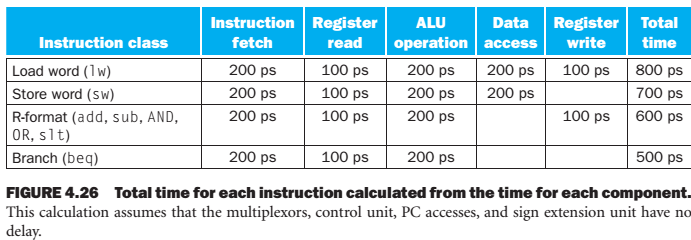 Instruction class Instruction fetch Register read ALU operation Data access Register write Total time
Load word (lw) 200 ps 100 ps 200 ps 200 ps 100 ps 800 ps
Store word (sw) 200 ps 100 ps 200 ps 200 ps 700 ps
R-format (add, sub, AND, 200 ps 100 ps 200 ps 100 ps 600 ps
OR, slt)
Branch (beq) 200 ps 100 ps 200 ps 500 ps
FIGURE 4.26 Total time for each instruction calculated from the time for each component.
This calculation assumes that the multiplexors, control unit, PC accesses, and sign extension unit have no
delay.